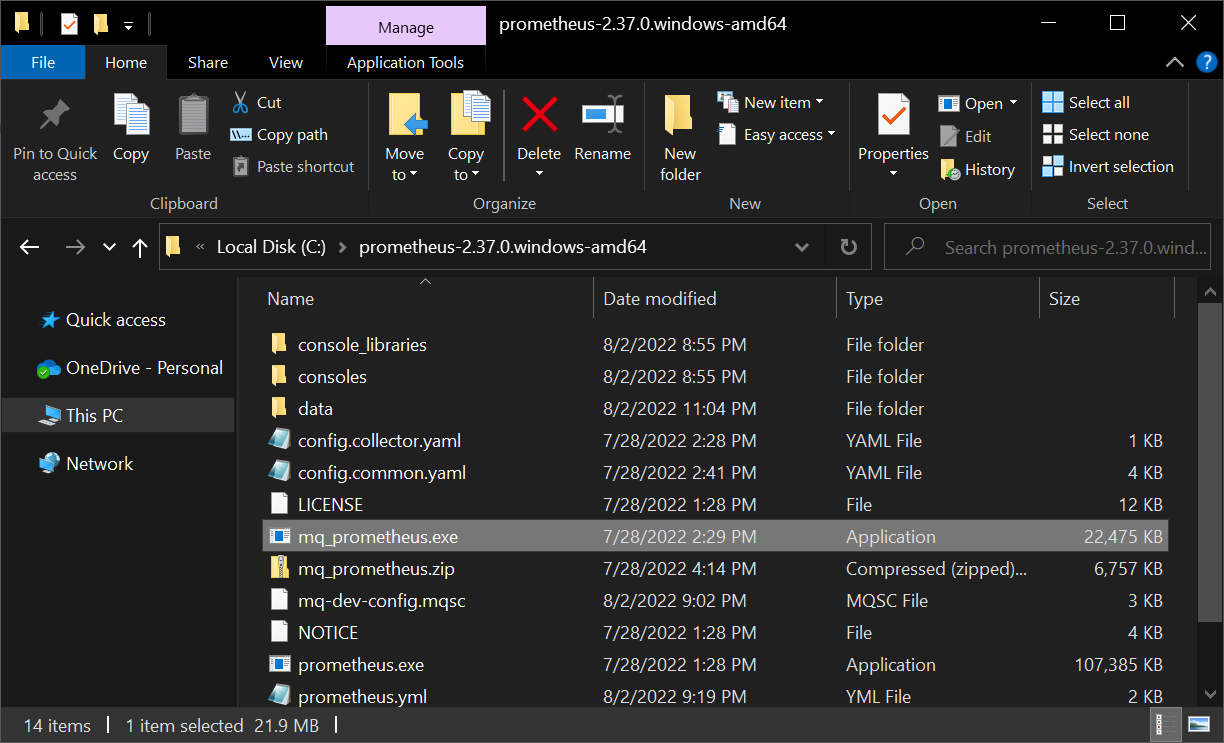 Manage
prometheus-2.37.0.windows-amd64
File
Home
Share
View
Application Tools
?
Pin to Quick
access
Copy
Paste
Cut
Copy path
Paste shortcut
Clipboard
Move
to
Copy
to
Delete
Rename
Organize
New
folder
New item
Easy access
New
Properties
Open
Edit
History
Open
Select all
Select none
Invert selection
Select
« Local Disk (C:) > prometheus-2.37.0.windows-amd64
Search prometheus-2.37.0.wind...
Quick access
OneDrive - Personal
This PC
Network
Name Date modified Type Size
console_libraries 8/2/2022 8:55 PM File folder
consoles 8/2/2022 8:55 PM File folder
data 8/2/2022 11:04 PM File folder
config.collector.yaml 7/28/2022 2:28 PM YAML File 1 KB
config.common.yaml 7/28/2022 2:41 PM YAML File 4 KB
LICENSE 7/28/2022 1:28 PM File 12 KB
mq_prometheus.exe 7/28/2022 2:29 PM Application 22,475 KB
mq_prometheus.zip 7/28/2022 4:14 PM Compressed (zipped)... 6,757 KB
mq-dev-config.mqsc 8/2/2022 9:02 PM MQSC File 3 KB
NOTICE 7/28/2022 1:28 PM File 4 KB
prometheus.exe 7/28/2022 1:28 PM Application 107,385 KB
prometheus.yml 8/2/2022 9:19 PM YML File 2 KB
14 items 1 item selected 21.9 MB